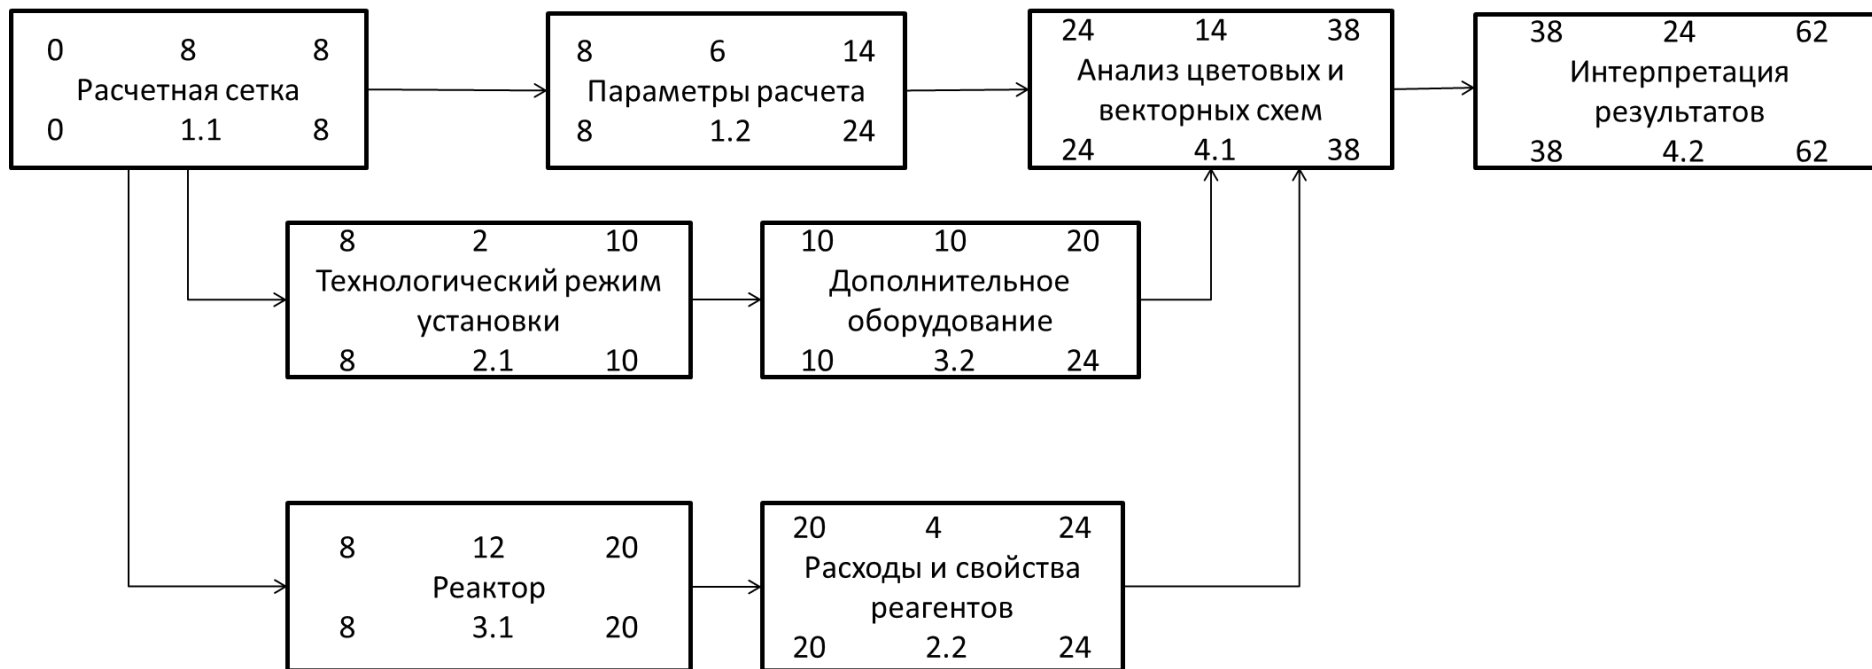 0 8 8
Расчетная сетка
0 1.1 8
8 6 14
Параметры расчета
8 1.2 24
24 14 38
Анализ цветовых и
векторных схем
24 4.1 38
38 24 62
Интерпретация
результатов
38 4.2 62
8 2 10
Технологический режим
установки
8 2.1 10
10 10 20
Дополнительное
оборудование
10 3.2 24
8 12 20
Реактор
8 3.1 20
20 4 24
Расходы и свойства
реагентов
20 2.2 24